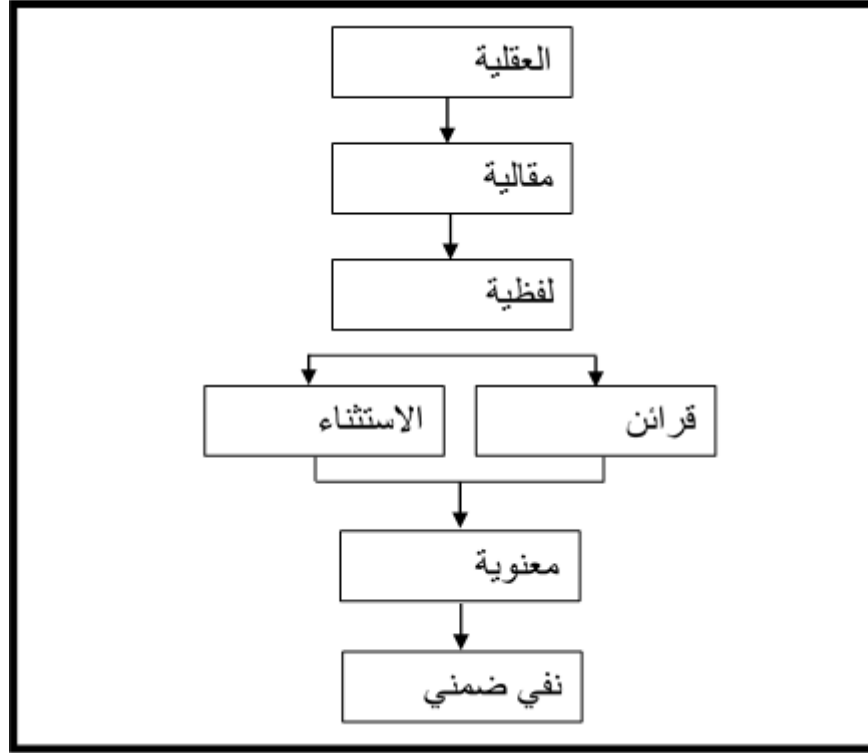 العقلية
مقالية
لفظية
قرائن
الاستثناء
معنوية
نفي ضمني